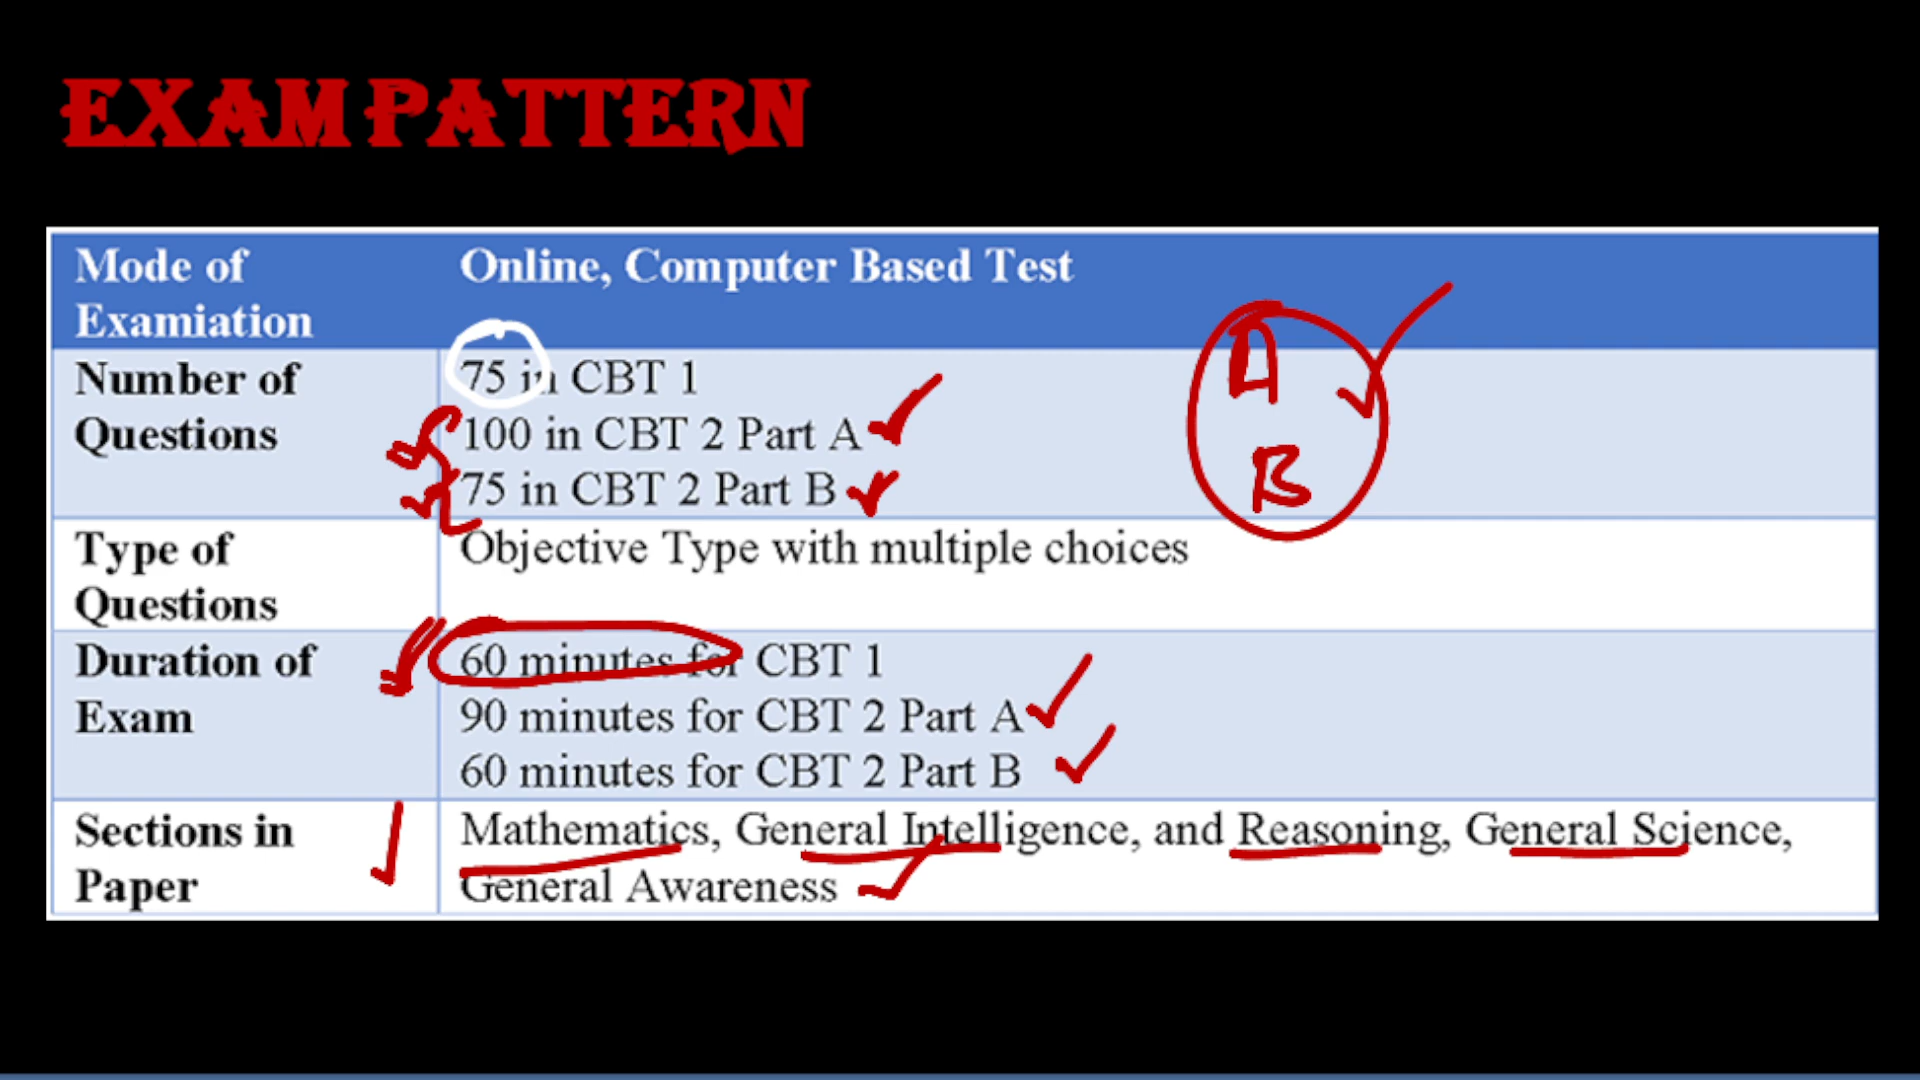 EXAM PATTERN
Mode of Online, Computer Based Test
Examiation
Number of 75 in CBT 1
Questions 100 in CBT 2 Part A
75 in CBT 2 Part B
A
B
Type of Objective Type with multiple choices
Questions
Duration of 60 minutes for CBT 1
Exam 90 minutes for CBT 2 Part A
60 minutes for CBT 2 Part B
Sections in Mathematics, General Intelligence, and Reasoning, General Science,
Paper General Awareness